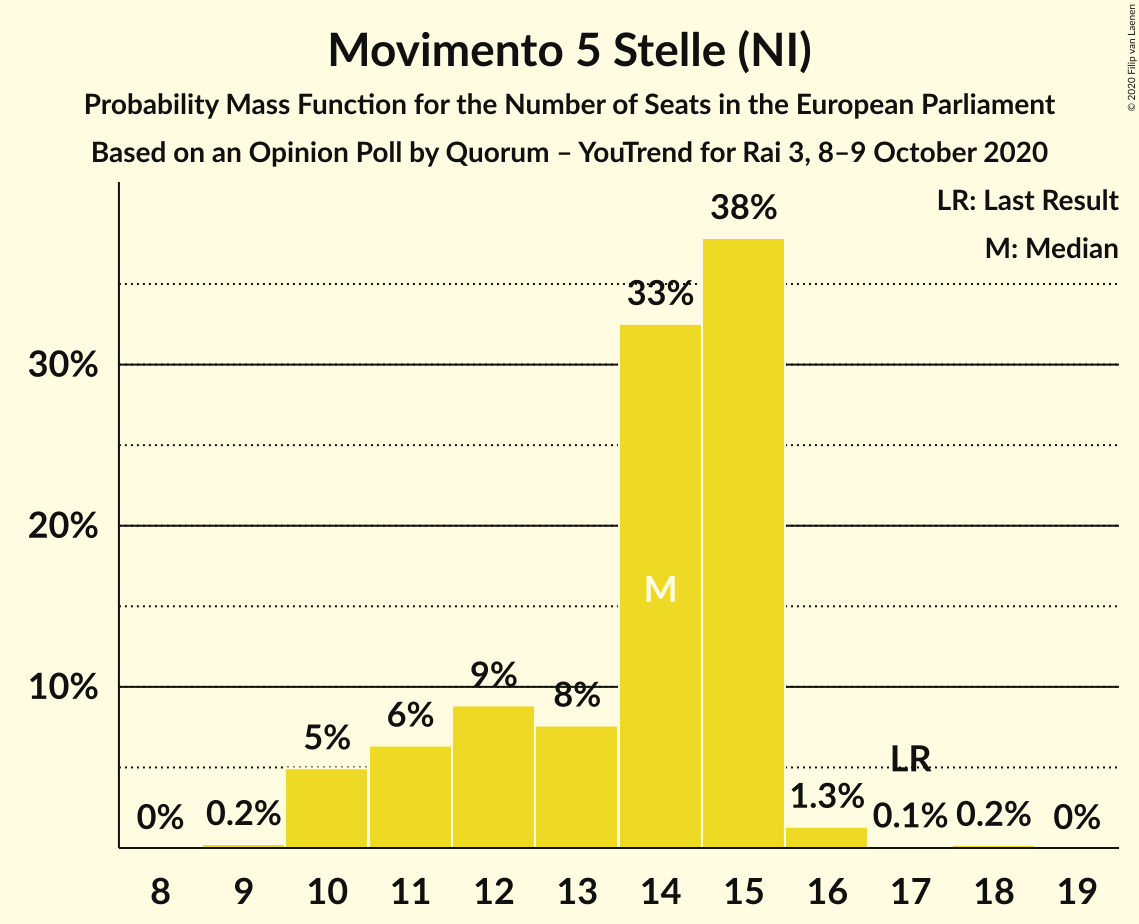 Movimento 5 Stelle (NI)
Probability Mass Function for the Number of Seats in the European Parliament
Based on an Opinion Poll by Quorum – YouTrend for Rai 3, 8–9 October 2020
© 2020 Filip van Laenen
LR: Last Result
M: Median
30%
20%
10%
0%
0.2%
5%
6%
9%
8%
33%
38%
1.3%
0.1%
0.2%
0%
M
LR
8 9 10 11 12 13 14 15 16 17 18 19